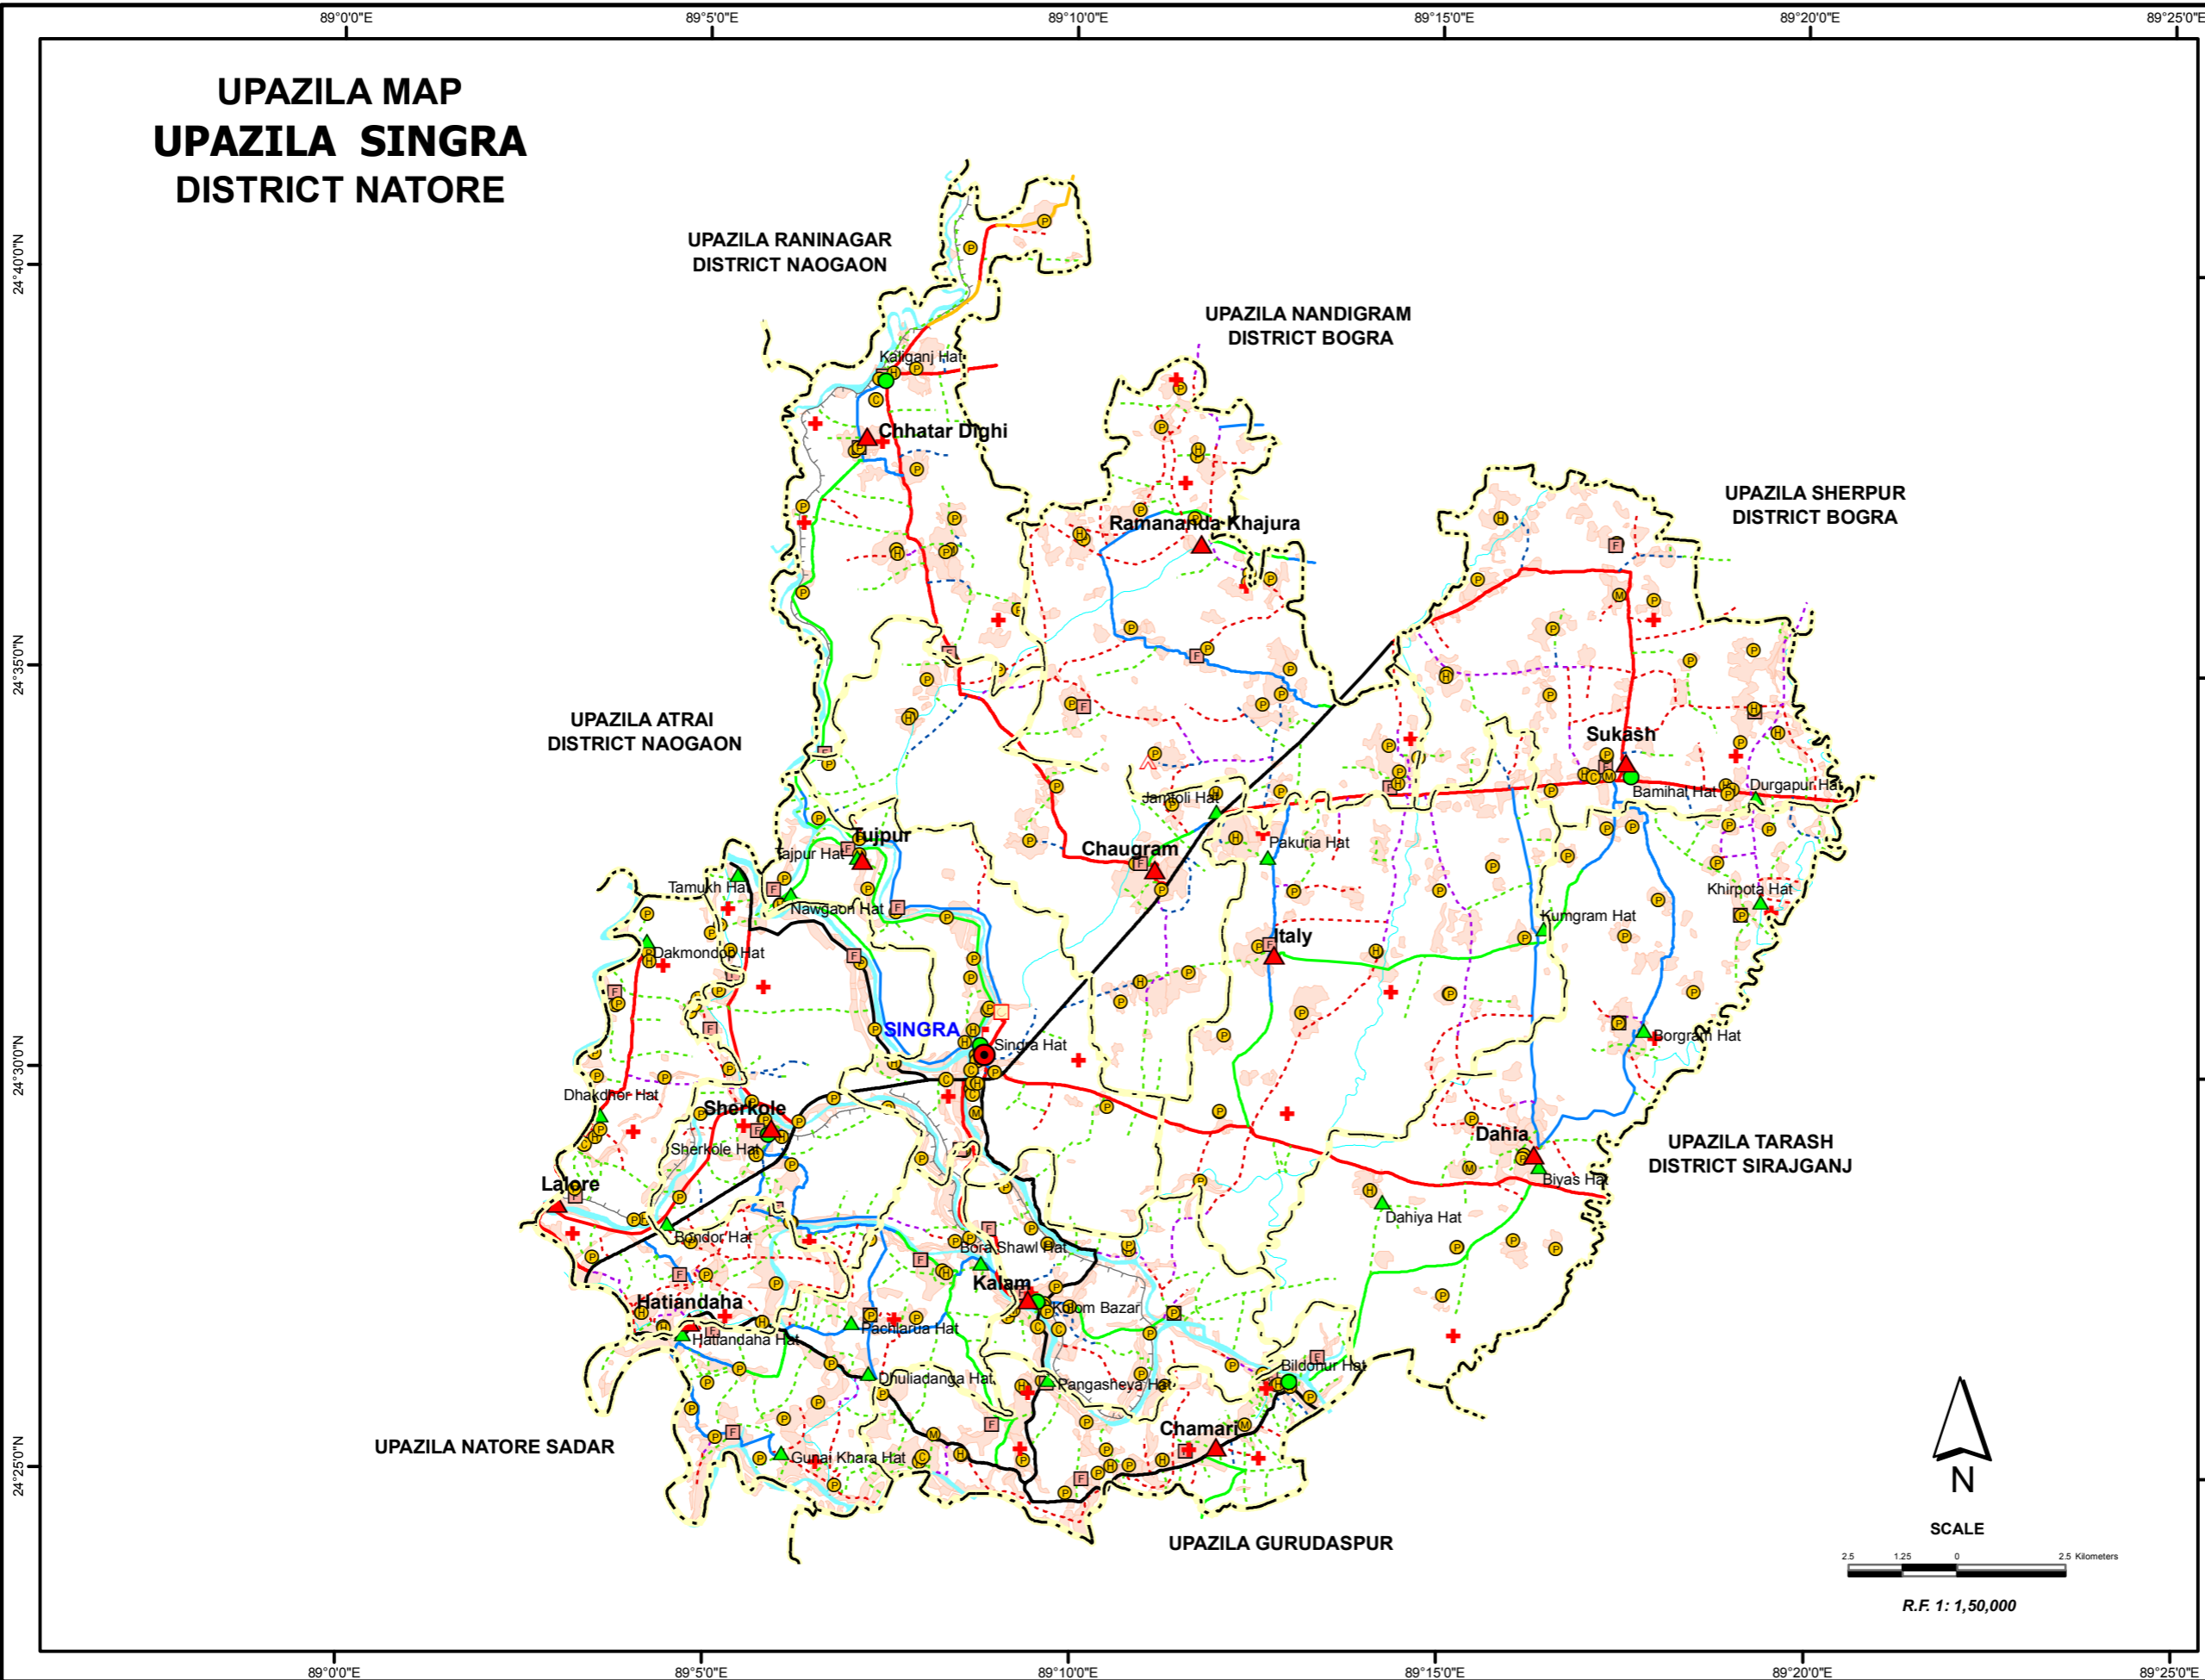 89°0'0"E
89°5'0"E
89°10'0"E
89°15'0"E
89°20'0"E
89°25'0"E
UPAZILA MAP
UPAZILA SINGRA
DISTRICT NATORE
UPAZILA RANINAGAR
DISTRICT NAOGAON
24°40'0"N
UPAZILA NANDIGRAM
DISTRICT BOGRA
Kaliganj Hat
Chhatar Dighi
UPAZILA SHERPUR
DISTRICT BOGRA
Ramananda Khajura
24°35'0"N
UPAZILA ATRAI
DISTRICT NAOGAON
Sukash
Bamihal Hat
Durgapur Hat
Jamtoli Hat
Tujpur
Tajpur Hat
Pakuria Hat
Chaugram
Tamukh Hat
Nawgaon Hat
Khirpota Hat
Kumgram Hat
Italy
Dakmondop Hat
SINGRA
Sindra Hat
Borgram Hat
24°30'0"N
Dhakdhor Hat
Sherkole
Sherkole Hat
Dahia
UPAZILA TARASH
DISTRICT SIRAJGANJ
Biyas Hat
Lalore
Dahiya Hat
Bondor Hat
Bora Shawl Hat
Kalam
Kolom Bazar
Hatiandaha
Hatiandaha Hat
Pachlarua Hat
Bildohur Hat
Dhuliadanga Hat
Pangasheya Hat
Chamari
UPAZILA NATORE SADAR
Gunai Khara Hat
24°25'0"N
N
UPAZILA GURUDASPUR
SCALE
2.5 1.25 0 2.5 Kilometers
R.F. 1: 1,50,000
89°0'0"E
89°5'0"E
89°10'0"E
89°15'0"E
89°20'0"E
89°25'0"E